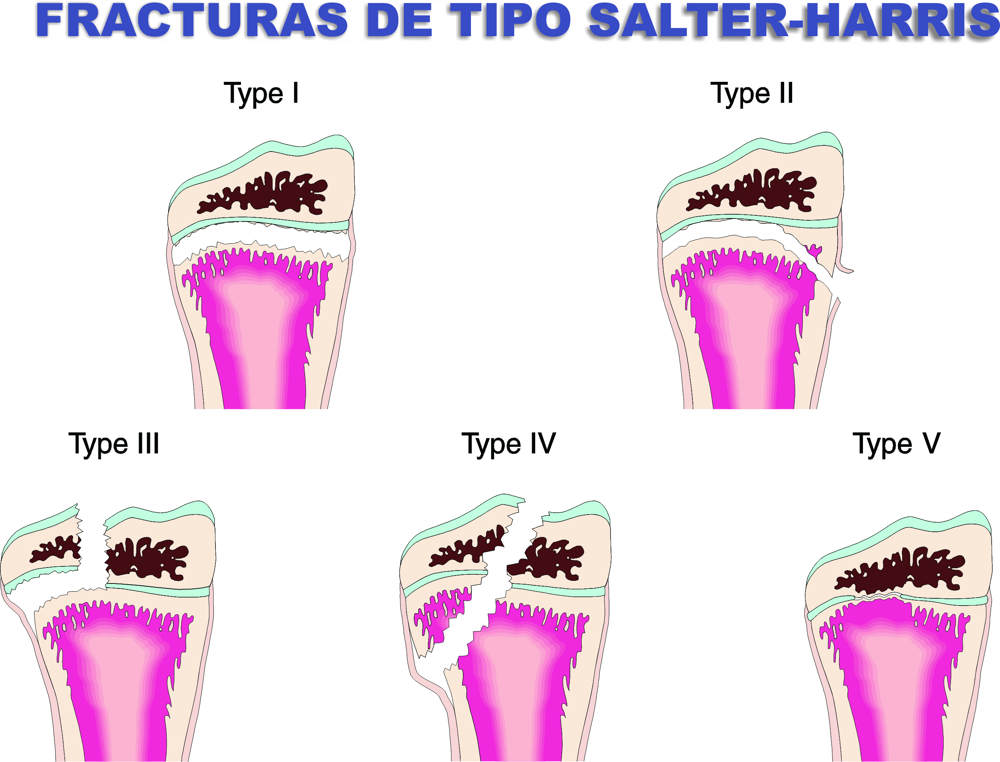 FRACTURAS DE TIPO SALTER-HARRIS
Type I
Type II
Type III
Type IV
Type V